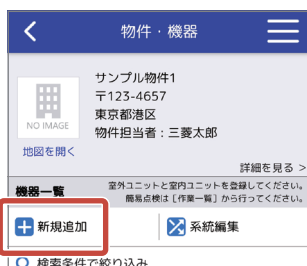 物件・機器
NO IMAGE
地図を開く
サンプル物件1
〒123-4657
東京都港区
物件担当者：三菱太郎
詳細を見る >
機器一覧
室外ユニットと室内ユニットを登録してください。
簡易点検は［作業一覧］から行ってください。
新規追加
系統編集
検索条件で絞り込み